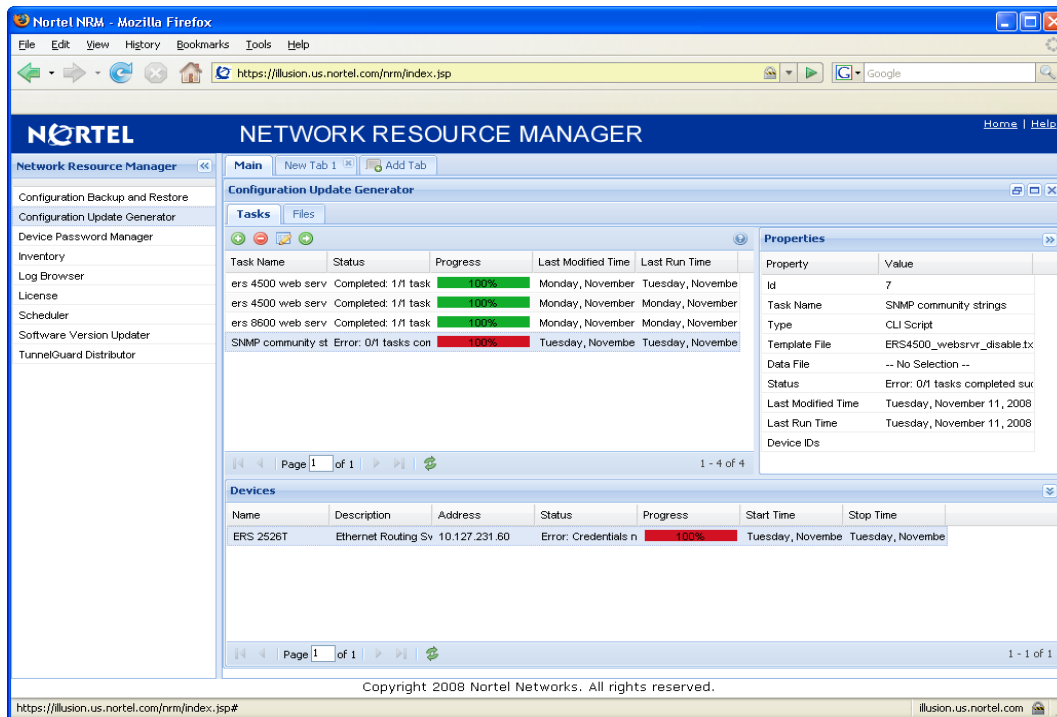 Nortel NRM - Mozilla Firefox
File Edit View History Bookmarks Tools Help
https://illusion.us.nortel.com/nrm/index.jsp
G Google
NORTEL
NETWORK RESOURCE MANAGER
Home | Help
Network Resource Manager
Main New Tab 1 Add Tab
Configuration Backup and Restore
Configuration Update Generator
Device Password Manager
Inventory
Log Browser
License
Scheduler
Software Version Updater
TunnelGuard Distributor
Configuration Update Generator
Tasks Files
Task Name Status Progress Last Modified Time Last Run Time
ers 4500 web serv Completed: 1/1 task 100% Monday, November Tuesday, Novembe
ers 4500 web serv Completed: 1/1 task 100% Monday, November Monday, November
ers 8600 web serv Completed: 1/1 task 100% Monday, November Monday, November
SNMP community st Error: 0/1 tasks con 100% Tuesday, Novembe Tuesday, Novembe
Page 1 of 1
1 - 4 of 4
Properties
Property Value
Id 7
Task Name SNMP community strings
Type CLI Script
Template File ERS4500_websrvr_disable.tx
Data File -- No Selection --
Status Error: 0/1 tasks completed suc
Last Modified Time Tuesday, November 11, 2008
Last Run Time Tuesday, November 11, 2008
Device IDs
Devices
Name Description Address Status Progress Start Time Stop Time
ERS 2526T Ethernet Routing Sv 10.127.231.60 Error: Credentials n 100% Tuesday, Novembe Tuesday, Novembe
Page 1 of 1
1 - 1 of 1
Copyright 2008 Nortel Networks. All rights reserved.
https://illusion.us.nortel.com/nrm/index.jsp#
illusion.us.nortel.com